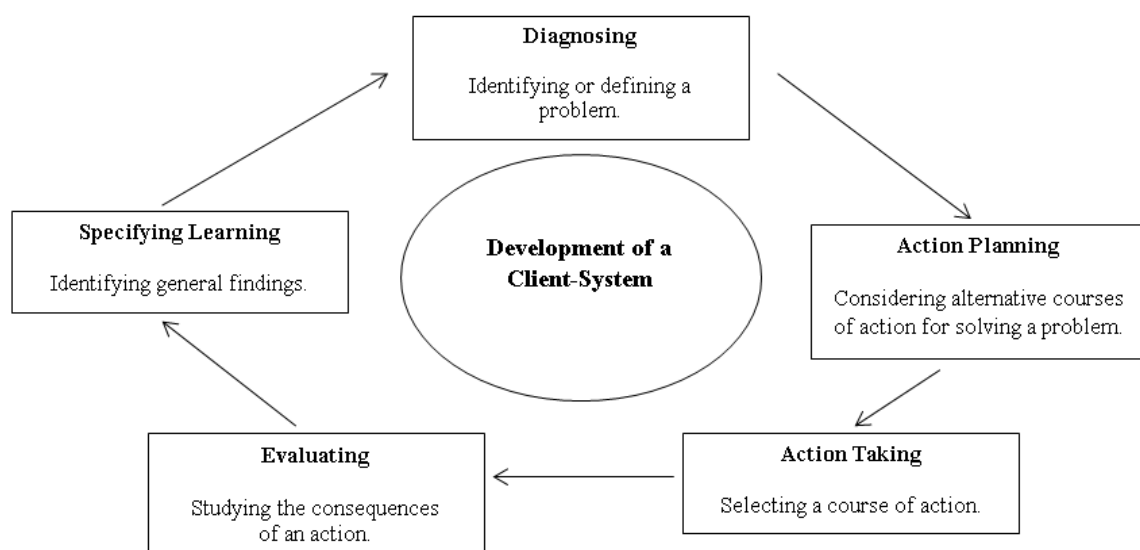 Diagnosing
Identifying or defining a
problem.
Specifying Learning
Identifying general findings.
Development of a
Client-System
Action Planning
Considering alternative courses
of action for solving a problem.
Evaluating
Studying the consequences
of an action.
Action Taking
Selecting a course of action.